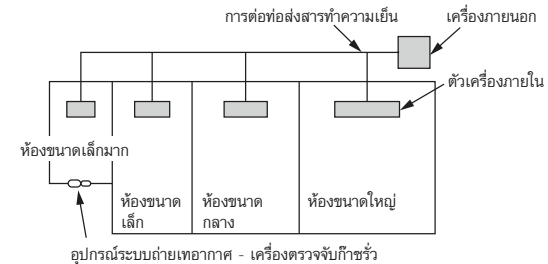 การต่อท่อส่งสารทำความเย็น
เครื่องภายนอก
ตัวเครื่องภายใน
ห้องขนาดเล็กมาก
ห้องขนาด
เล็ก
ห้องขนาด
กลาง
ห้องขนาดใหญ่
อุปกรณ์ระบบถ่ายเทอากาศ - เครื่องตรวจจับก๊าซรั่ว